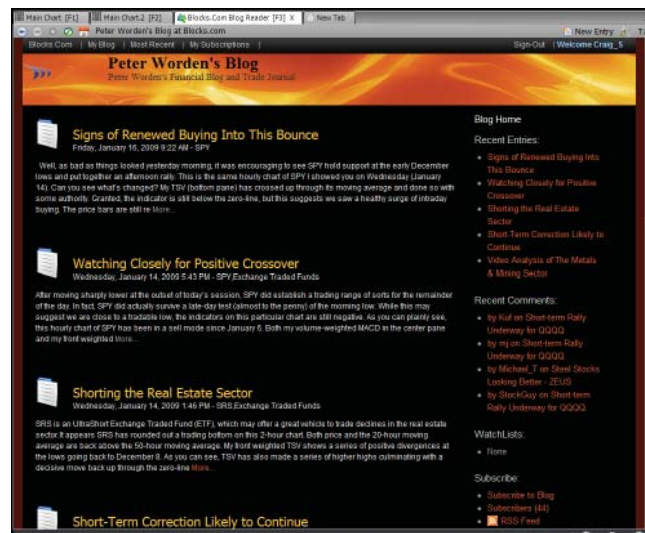 Main Chart [F1]
Main Chart.2 [F2]
Blocks.Com Blog Reader [F3] X
New Tab
Peter Worden's Blog at Blocks.com
New Entry
Blocks.Com | My Blog | Most Recent | My Subscriptions |
Sign-Out | Welcome Craig_S
Peter Worden's Blog
Peter Worden's Financial Blog and Trade Journal
Signs of Renewed Buying Into This Bounce
Friday, January 16, 2009 9:22 AM - SPY
Well, as bad as things looked yesterday morning, it was encouraging to see SPY hold support at the early December
lows and put together an afternoon rally. This is the same hourly chart of SPY I showed you on Wednesday (January
14). Can you see what's changed? My TSV (bottom pane) has crossed up through its moving average and done so with
some authority. Granted, the indicator is still below the zero-line, but this suggests we saw a healthy surge of intraday
buying. The price bars are still re More...
Watching Closely for Positive Crossover
Wednesday, January 14, 2009 5:43 PM - SPY,Exchange Traded Funds
After moving sharply lower at the outset of today's session, SPY did establish a trading range of sorts for the remainder
of the day. In fact, SPY did actually survive a late-day test (almost to the penny) of the morning low. While this may
suggest we are close to a tradable low, the indicators on this particular chart are still negative. As you can plainly see,
this hourly chart of SPY has been in a sell mode since January 6. Both my volume-weighted MACD in the center pane
and my front weighted More...
Shorting the Real Estate Sector
Wednesday, January 14, 2009 1:46 PM - SRS,Exchange Traded Funds
SRS is an UltraShort Exchange Traded Fund (ETF), which may offer a great vehicle to trade declines in the real estate
sector.It appears SRS has rounded out a trading bottom on this 2-hour chart. Both price and the 20-hour moving
average are back above the 50-hour moving average. My front weighted TSV shows a series of positive divergences at
the lows going back to December 8. As you can see, TSV has also made a series of higher highs culminating with a
decisive move back up through the zero-line More...
Short-Term Correction Likely to Continue
Blog Home
Recent Entries:
Signs of Renewed Buying Into
This Bounce
Watching Closely for Positive
Crossover
Shorting the Real Estate
Sector
Short-Term Correction Likely to
Continue
Video Analysis of The Metals
& Mining Sector
Recent Comments:
by Kuf on Short-term Rally
Underway for QQQQ
by mj on Short-term Rally
Underway for QQQQ
by Michael_T on Steel Stocks
Looking Better - ZEUS
by StockGuy on Short-term
Rally Underway for QQQQ
WatchLists:
None
Subscribe:
Subscribe to Blog
Subscribers (44)
RSS Feed